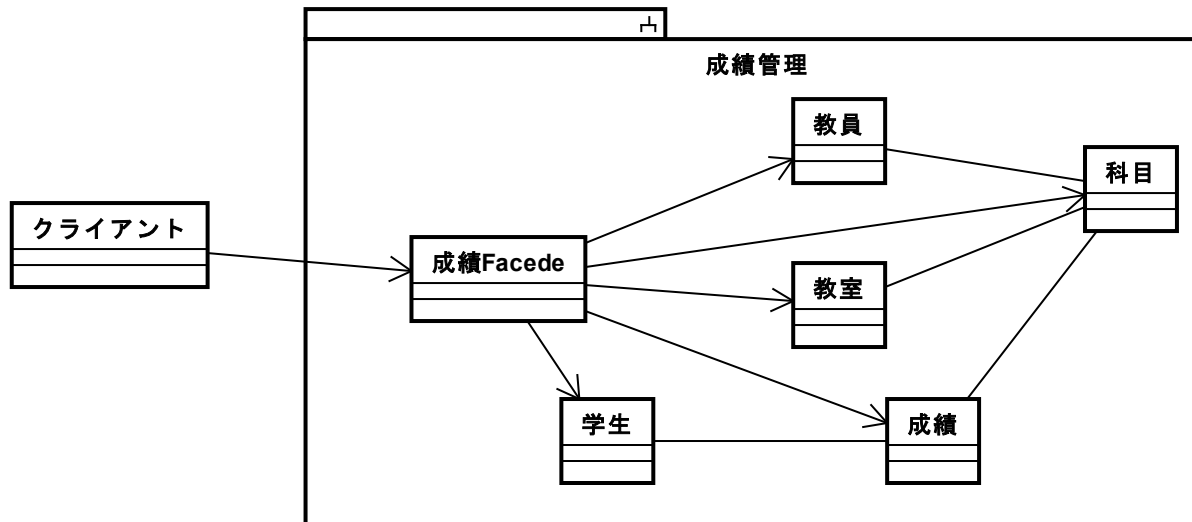 成績管理
教員
科目
クライアント
成績Facede
教室
学生
成績